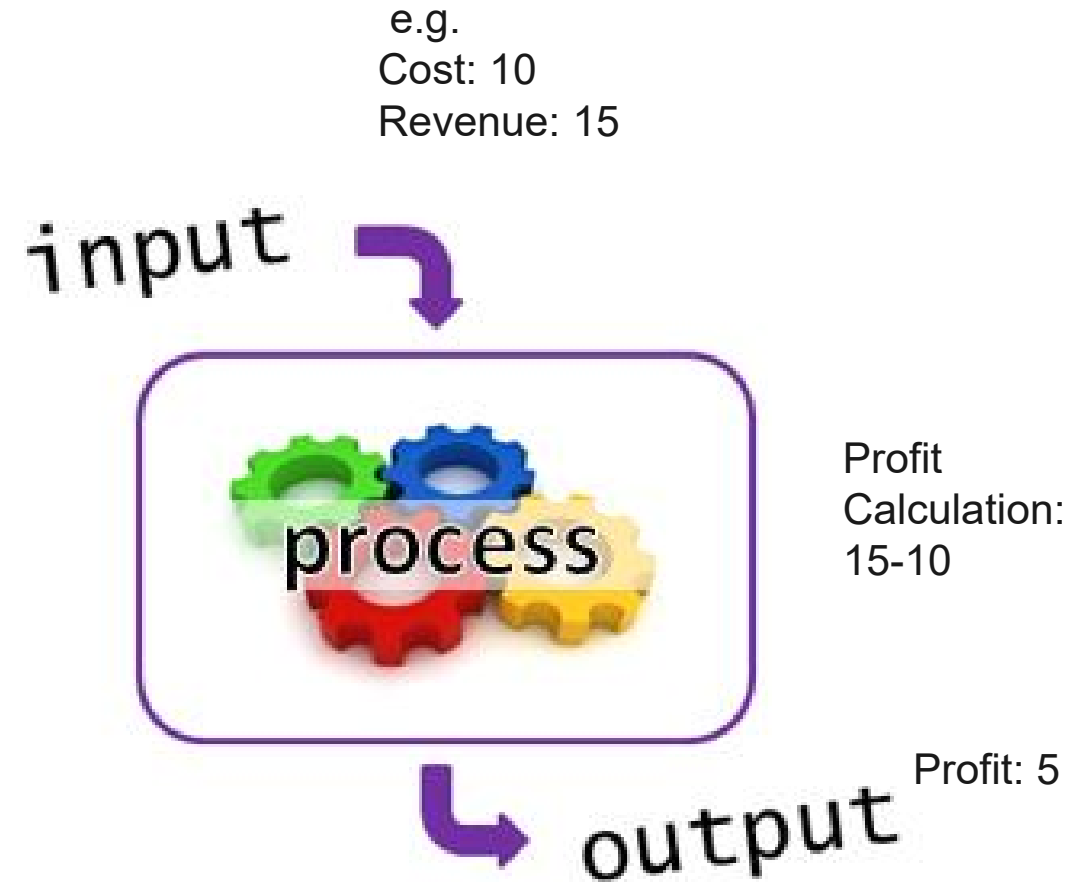 e.g.
Cost: 10
Revenue: 15
input
process
Profit
Calculation:
15-10
Profit: 5
output